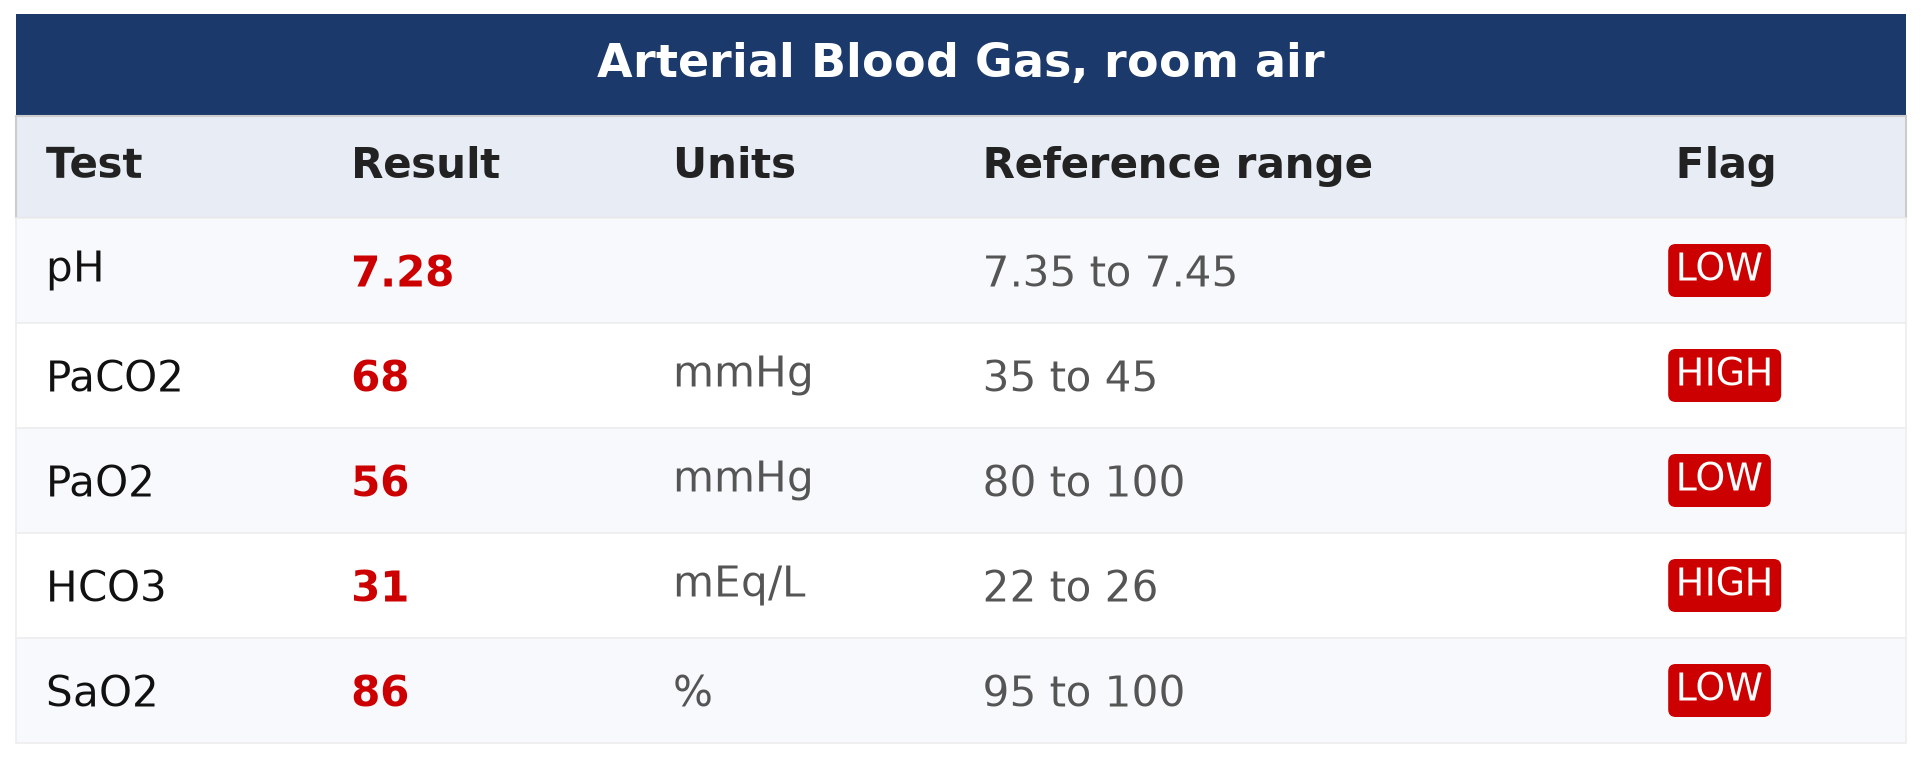 Arterial Blood Gas, room air
Test Result Units Reference range Flag
pH 7.28 7.35 to 7.45 LOW
PaCO2 68 mmHg 35 to 45 HIGH
PaO2 56 mmHg 80 to 100 LOW
HCO3 31 mEq/L 22 to 26 HIGH
SaO2 86 % 95 to 100 LOW